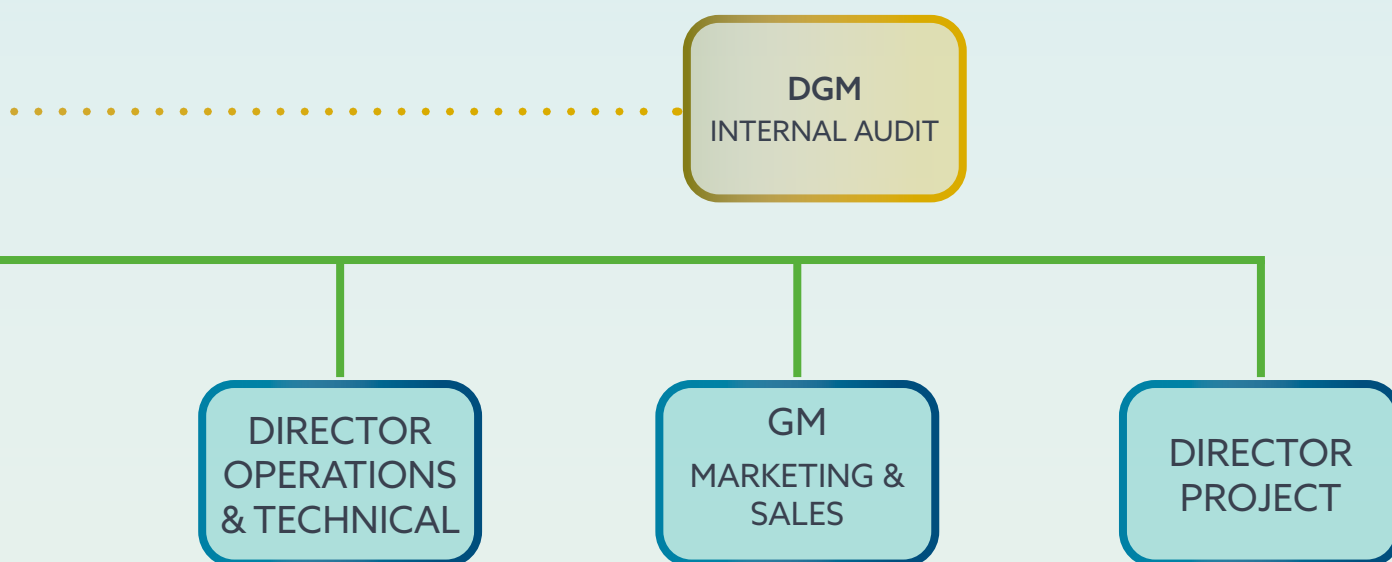 DGM
INTERNAL AUDIT
DIRECTOR
OPERATIONS
& TECHNICAL
GM
MARKETING &
SALES
DIRECTOR
PROJECT